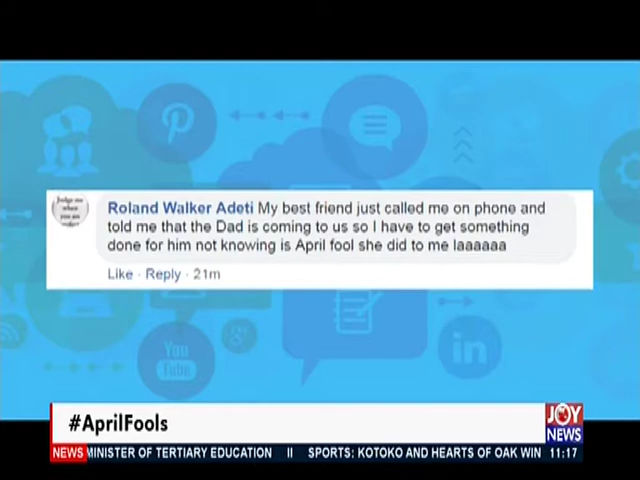 Roland Walker Adeti My best friend just called me on phone and
told me that the Dad is coming to us so I have to get something
done for him not knowing is April fool she did to me laaaaaa
Like · Reply · 21m
You
Tube
in
#AprilFools
JOY
NEWS
NEWS MINISTER OF TERTIARY EDUCATION II SPORTS: KOTOKO AND HEARTS OF OAK WIN 11:17